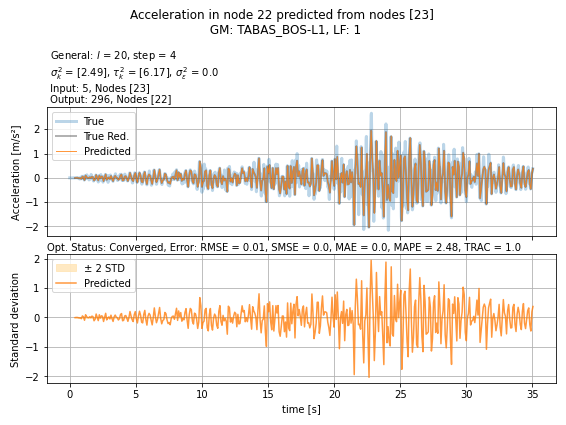 Acceleration in node 22 predicted from nodes [23]
GM: TABAS_BOS-L1, LF: 1
General: l = 20, step = 4
σ²ₖ = [2.49], τ²ₖ = [6.17], σ²ε = 0.0
Input: 5, Nodes [23]
Output: 296, Nodes [22]
Acceleration [m/s²]
2
1
0
−1
−2
True
True Red.
Predicted
Opt. Status: Converged, Error: RMSE = 0.01, SMSE = 0.0, MAE = 0.0, MAPE = 2.48, TRAC = 1.0
Standard deviation
2
1
0
−1
−2
± 2 STD
Predicted
0 5 10 15 20 25 30 35
time [s]